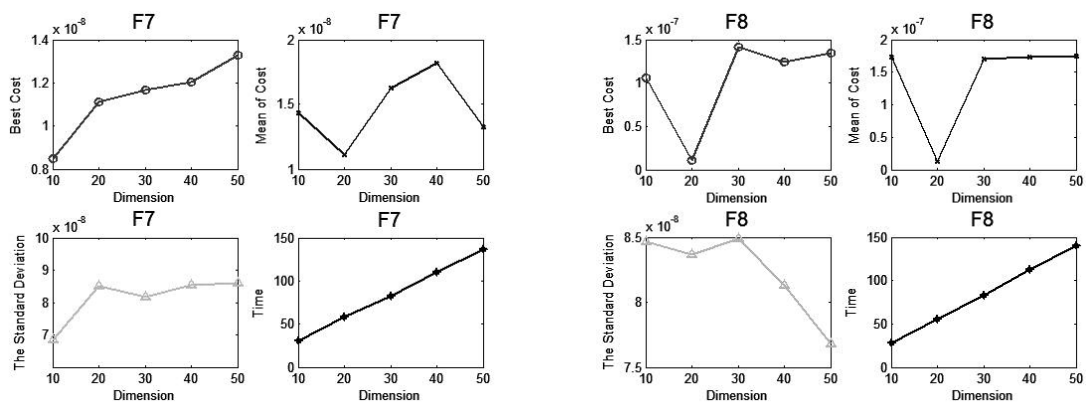 F7
x 10^-8
Best Cost
1.4
1.2
1
0.8
10 20 30 40 50
Dimension
F7
x 10^-8
Mean of Cost
2
1.5
1
10 20 30 40 50
Dimension
F8
x 10^-7
Best Cost
1.5
1
0.5
0
10 20 30 40 50
Dimension
F8
x 10^-7
Mean of Cost
2
1.5
1
0.5
0
10 20 30 40 50
Dimension
F7
x 10^-8
The Standard Deviation
10
9
8
7
10 20 30 40 50
Dimension
F7
Time
150
100
50
0
10 20 30 40 50
Dimension
F8
x 10^-8
The Standard Deviation
8.5
8
7.5
10 20 30 40 50
Dimension
F8
Time
150
100
50
0
10 20 30 40 50
Dimension